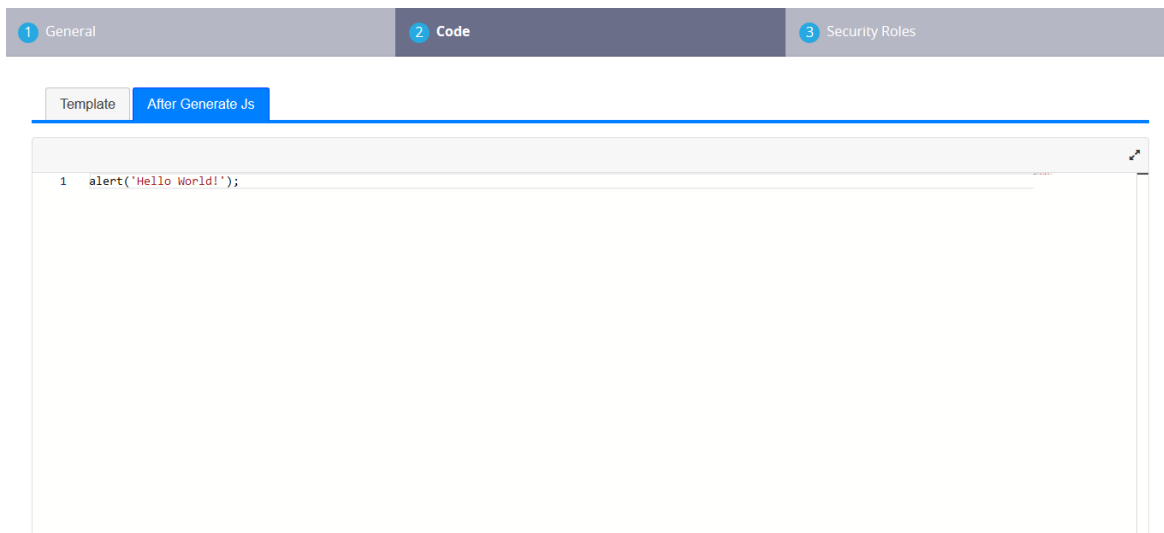 1 General
2 Code
3 Security Roles
Template
After Generate Js
1 alert('Hello World!');